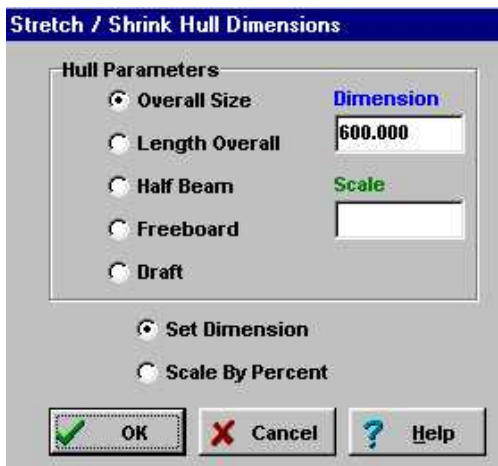 Stretch / Shrink Hull Dimensions
Hull Parameters
Overall Size
Dimension
600.000
Length Overall
Half Beam
Scale
Freeboard
Draft
Set Dimension
Scale By Percent
OK
Cancel
Help